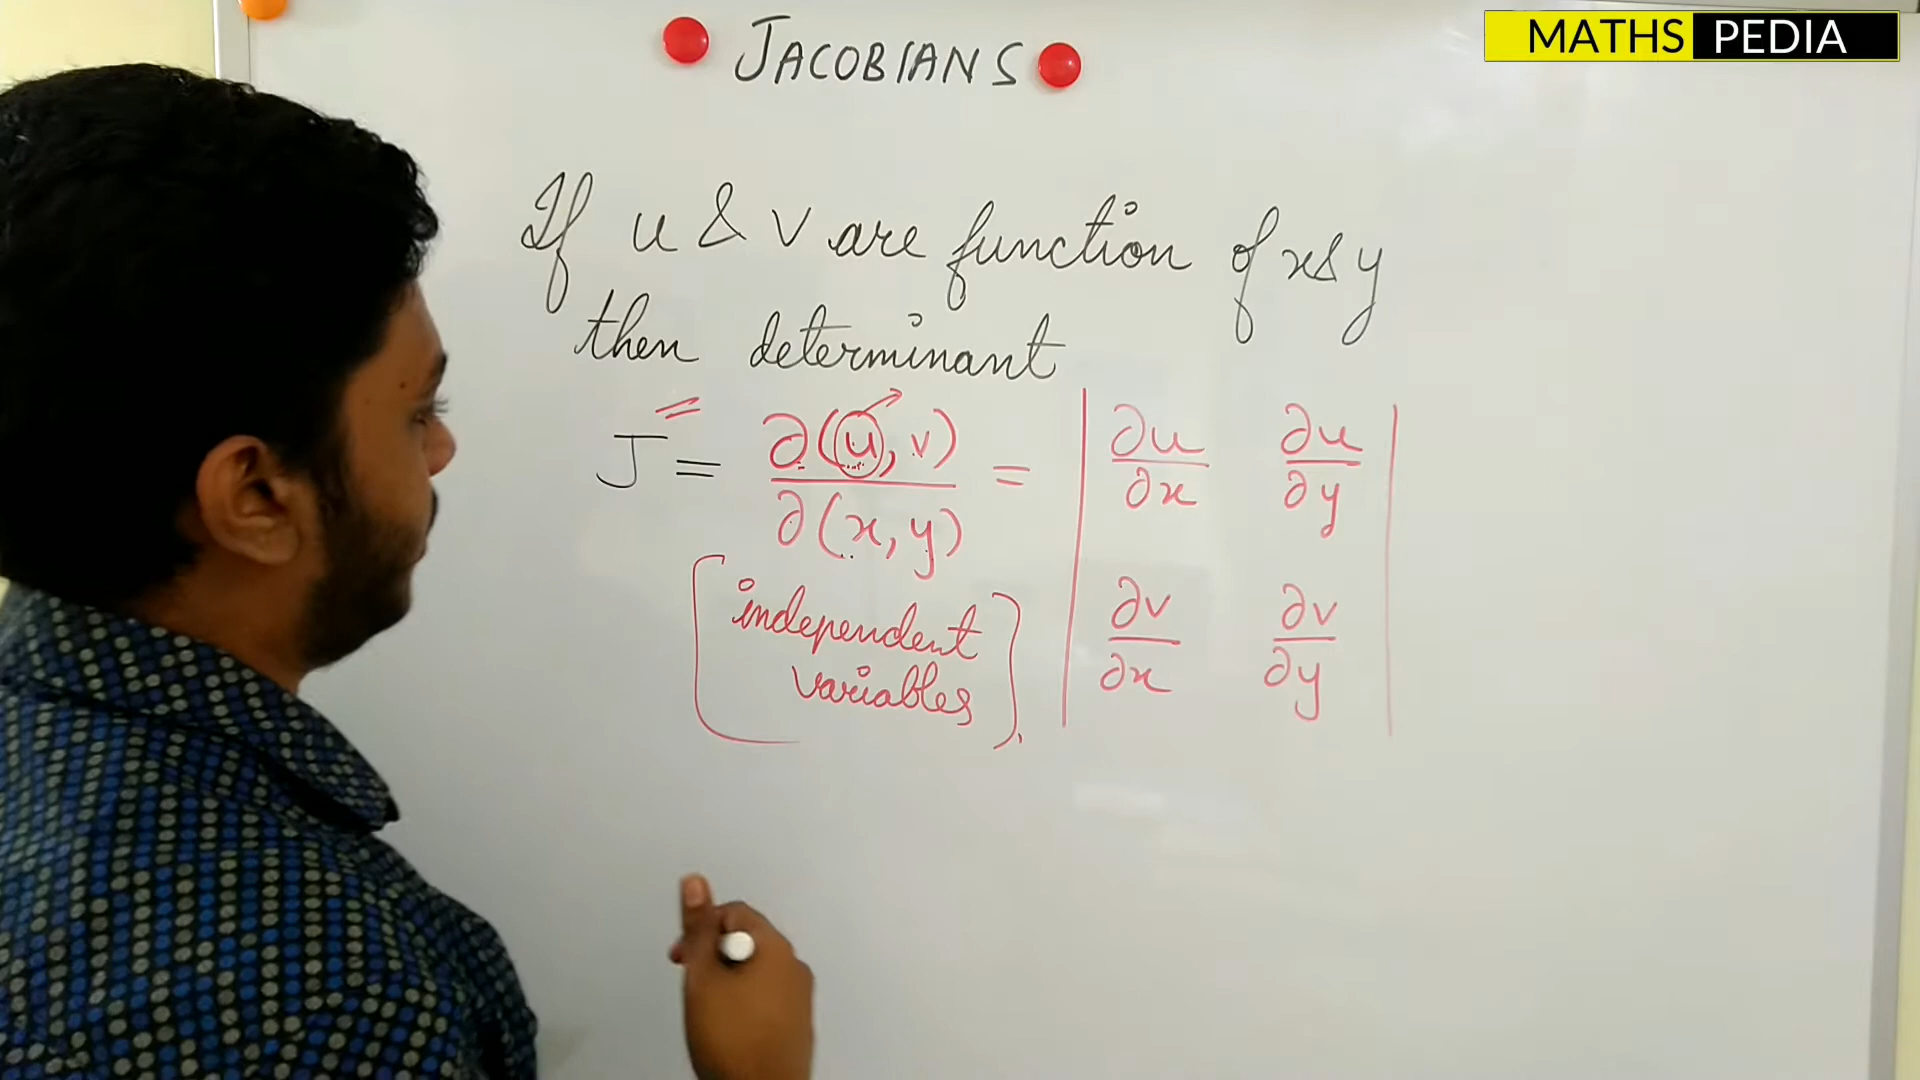 MATHS PEDIA
JACOBIANS
If u & v are function of x & y
then determinant
J = ∂(u, v) / ∂(x, y) = | ∂u/∂x ∂u/∂y |
| ∂v/∂x ∂v/∂y |
[independent
variables].